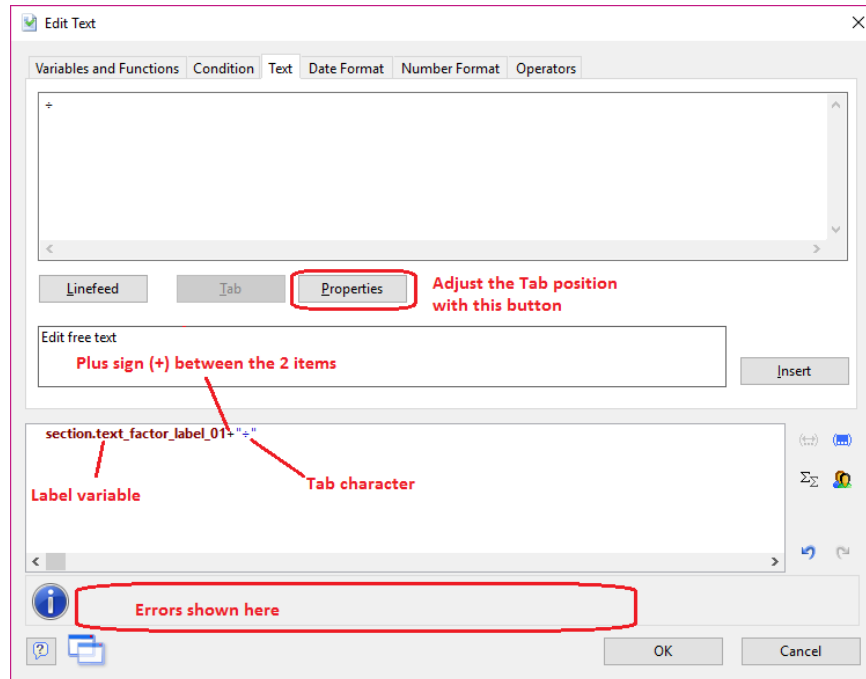 Edit Text
Variables and Functions Condition Text Date Format Number Format Operators
÷
Linefeed Tab Properties
Adjust the Tab position
with this button
Edit free text
Plus sign (+) between the 2 items
Insert
section.text_factor_label_01+"÷"
Label variable
Tab character
Errors shown here
OK Cancel